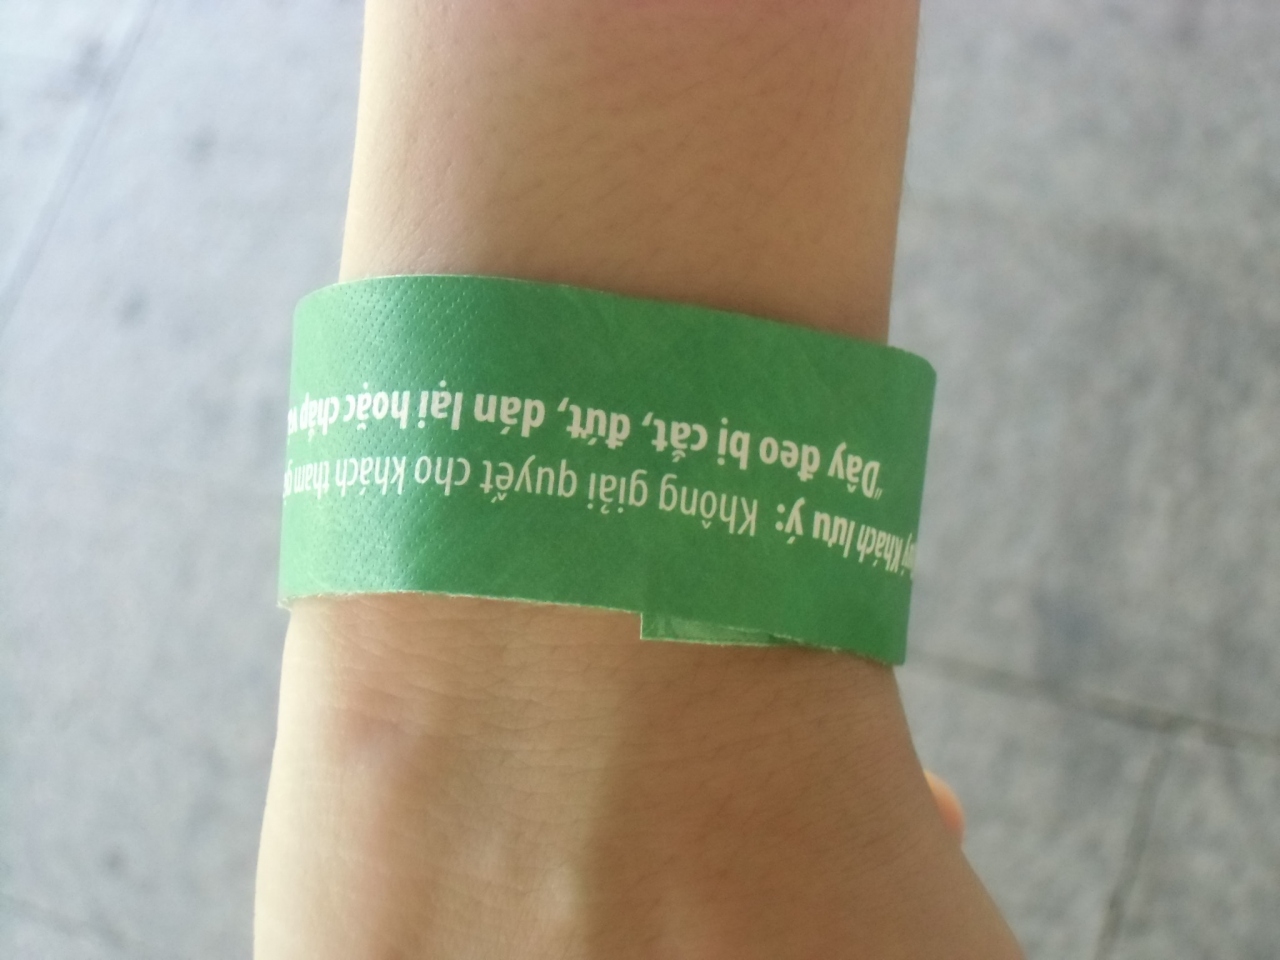 Khách lưu ý: Không giải quyết cho khách tham
"Dây đeo bị cắt, đứt, dán lại hoặc chắp